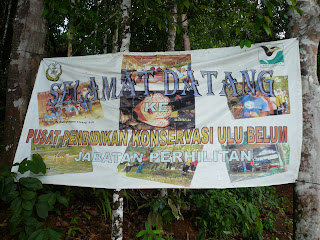 SELAMAT DATANG
KE
PUSAT PENDIDIKAN KONSERVASI ULU BELUM
JABATAN PERHILITAN